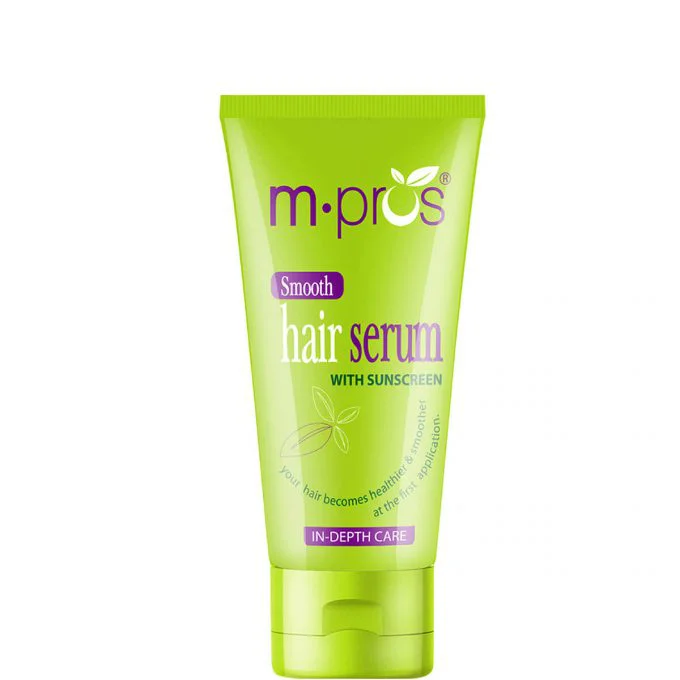 m·pros®
Smooth
hair serum
WITH SUNSCREEN
your hair becomes healthier & smoother
at the first application.
IN-DEPTH CARE